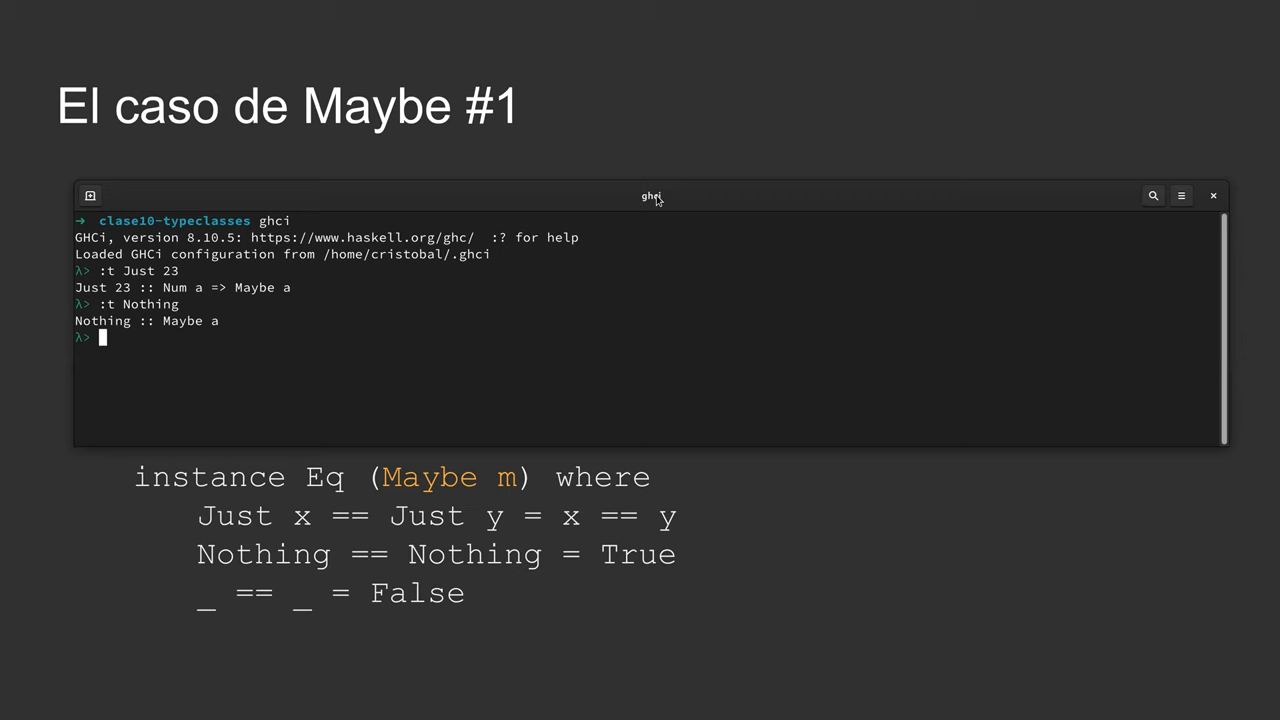 El caso de Maybe #1
ghci
→ clase10-typeclasses ghci
GHCi, version 8.10.5: https://www.haskell.org/ghc/  :? for help
Loaded GHCi configuration from /home/cristobal/.ghci
λ> :t Just 23
Just 23 :: Num a => Maybe a
λ> :t Nothing
Nothing :: Maybe a
λ>
instance Eq (Maybe m) where
Just x == Just y = x == y
Nothing == Nothing = True
_ == _ = False